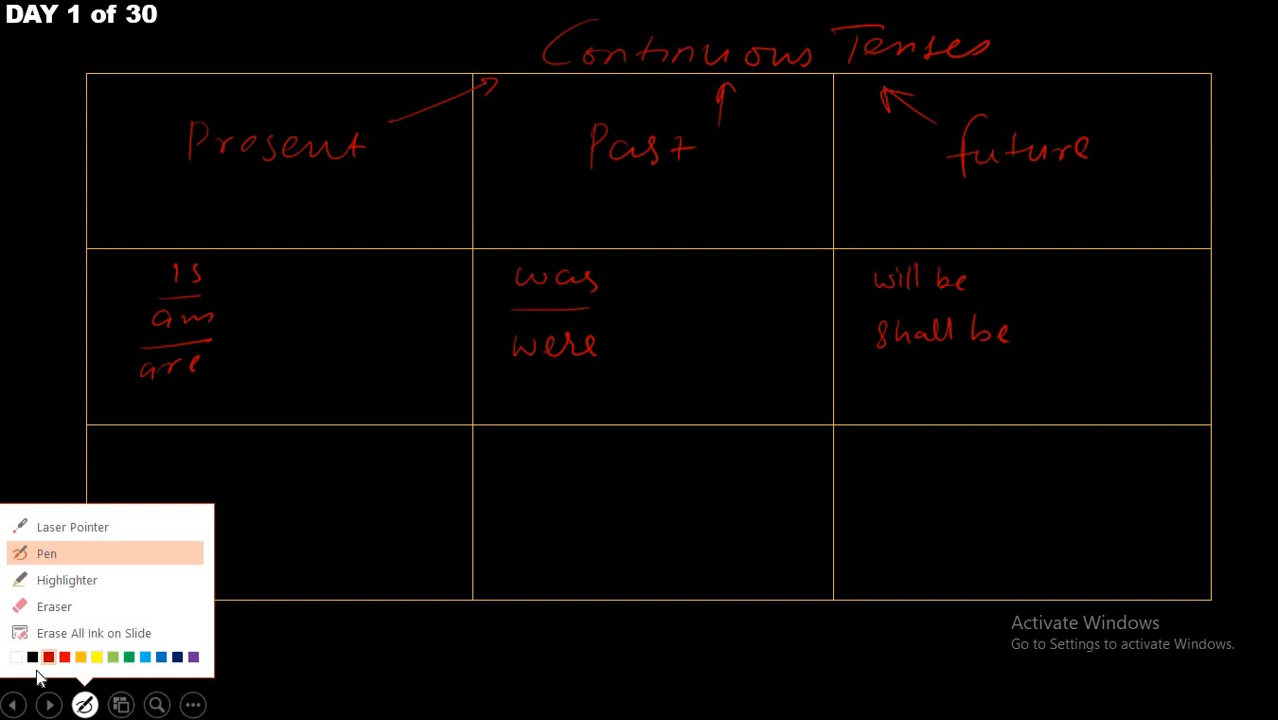 DAY 1 of 30
Continuous Tenses
Present
Past
future
is
am
are
was
were
will be
shall be
Laser Pointer
Pen
Highlighter
Eraser
Erase All Ink on Slide
Activate Windows
Go to Settings to activate Windows.